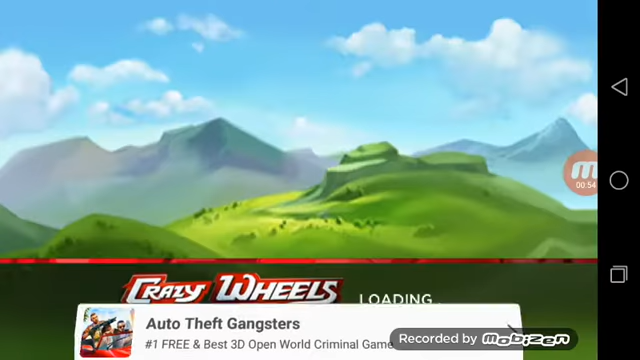 00:54
CRAZY WHEELS
LOADING..
Auto Theft Gangsters
#1 FREE & Best 3D Open World Criminal Game
Recorded by MOBIZEN